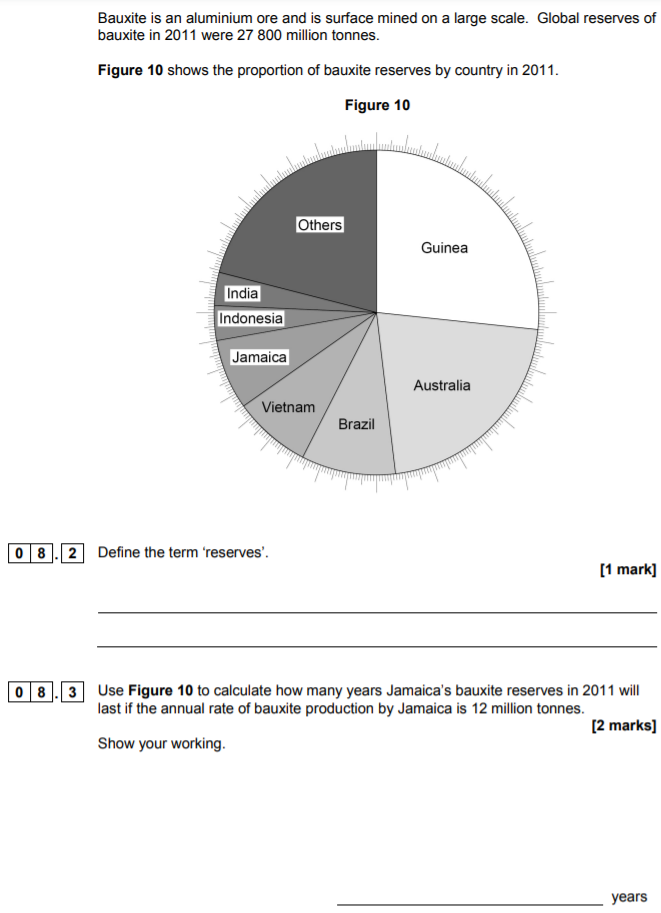 Bauxite is an aluminium ore and is surface mined on a large scale.  Global reserves of
bauxite in 2011 were 27 800 million tonnes.
Figure 10 shows the proportion of bauxite reserves by country in 2011.
Figure 10
Others
Guinea
India
Indonesia
Jamaica
Australia
Vietnam
Brazil
0 8 . 2 Define the term ‘reserves’.
[1 mark]
0 8 . 3 Use Figure 10 to calculate how many years Jamaica’s bauxite reserves in 2011 will
last if the annual rate of bauxite production by Jamaica is 12 million tonnes.
[2 marks]
Show your working.
years